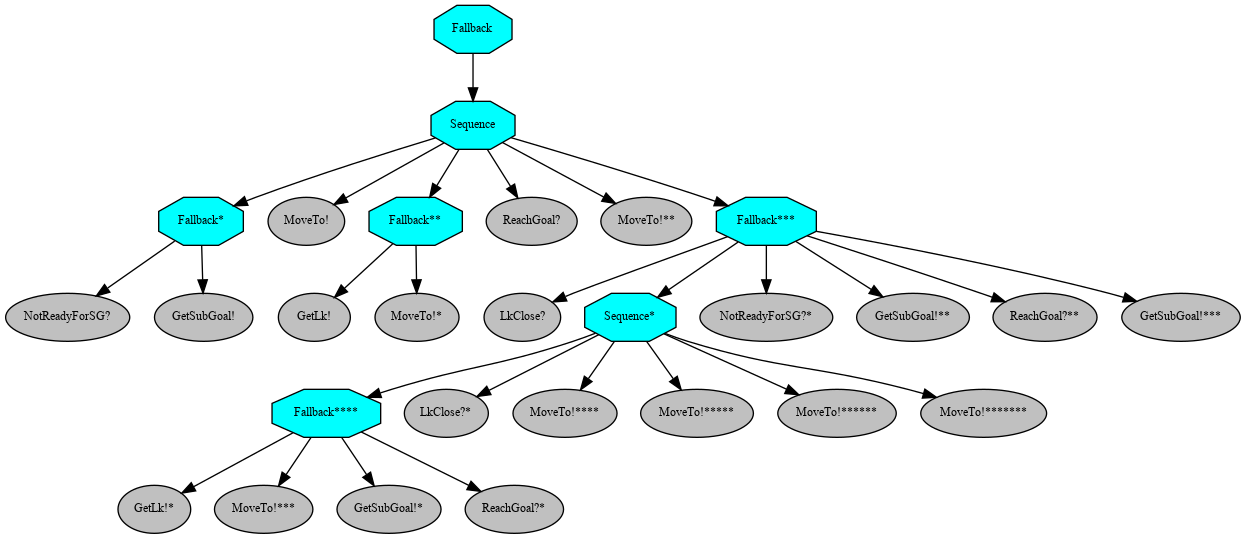 Fallback
Sequence
Fallback*
MoveTo!
Fallback**
ReachGoal?
MoveTo!**
Fallback***
NotReadyForSG?
GetSubGoal!
GetLk!
MoveTo!*
LkClose?
Sequence*
NotReadyForSG?*
GetSubGoal!**
ReachGoal?**
GetSubGoal!***
Fallback****
LkClose?*
MoveTo!****
MoveTo!*****
MoveTo!******
MoveTo!*******
GetLk!*
MoveTo!***
GetSubGoal!*
ReachGoal?*